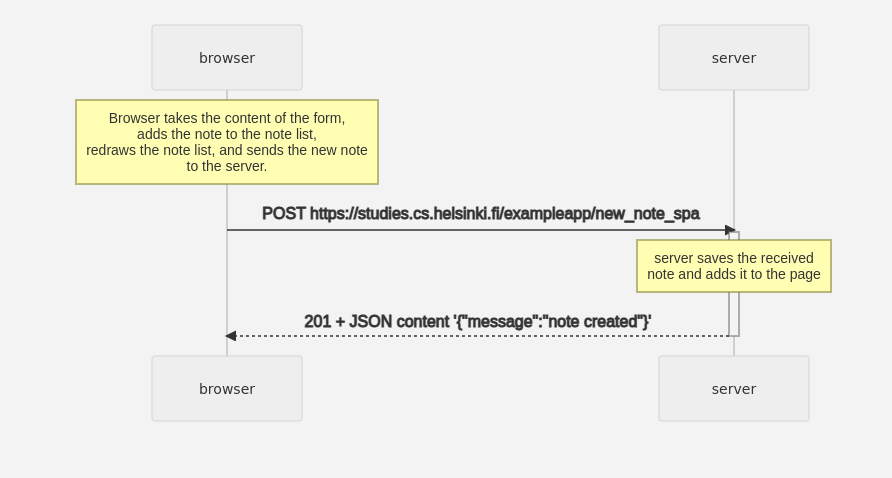 browser
server
Browser takes the content of the form,
adds the note to the note list,
redraws the note list, and sends the new note
to the server.
POST https://studies.cs.helsinki.fi/exampleapp/new_note_spa
server saves the received
note and adds it to the page
201 + JSON content '{"message":"note created"}'
browser
server